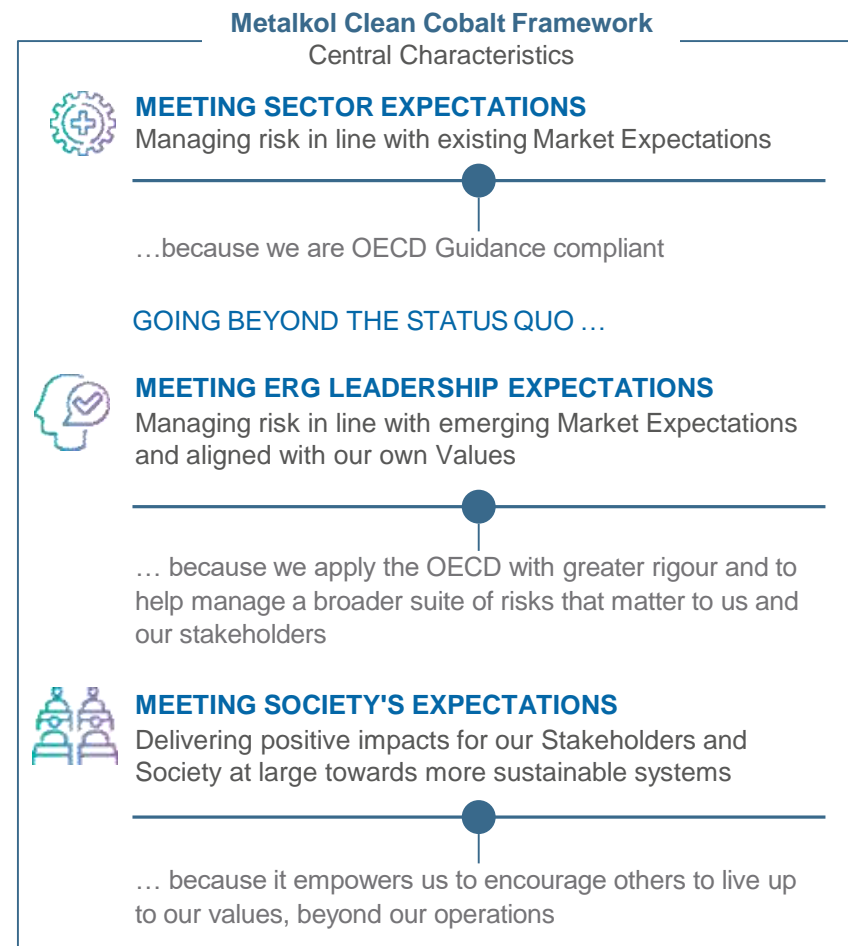 Metalkol Clean Cobalt Framework
Central Characteristics
MEETING SECTOR EXPECTATIONS
Managing risk in line with existing Market Expectations
…because we are OECD Guidance compliant
GOING BEYOND THE STATUS QUO …
MEETING ERG LEADERSHIP EXPECTATIONS
Managing risk in line with emerging Market Expectations
and aligned with our own Values
… because we apply the OECD with greater rigour and to
help manage a broader suite of risks that matter to us and
our stakeholders
MEETING SOCIETY'S EXPECTATIONS
Delivering positive impacts for our Stakeholders and
Society at large towards more sustainable systems
… because it empowers us to encourage others to live up
to our values, beyond our operations